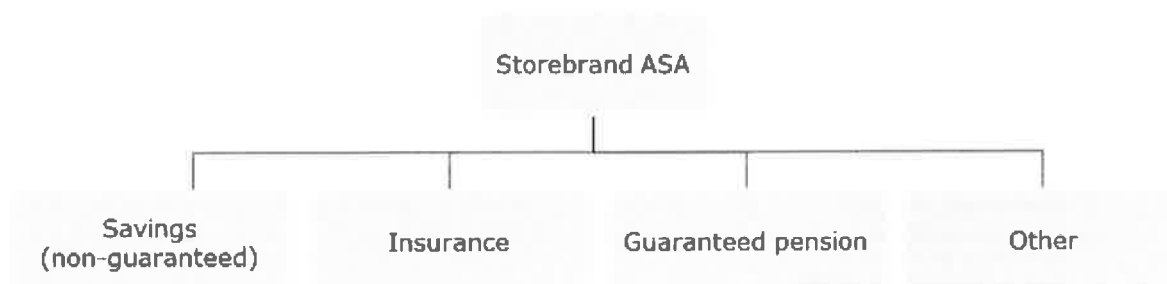 Storebrand ASA
Savings
(non-guaranteed)
Insurance
Guaranteed pension
Other